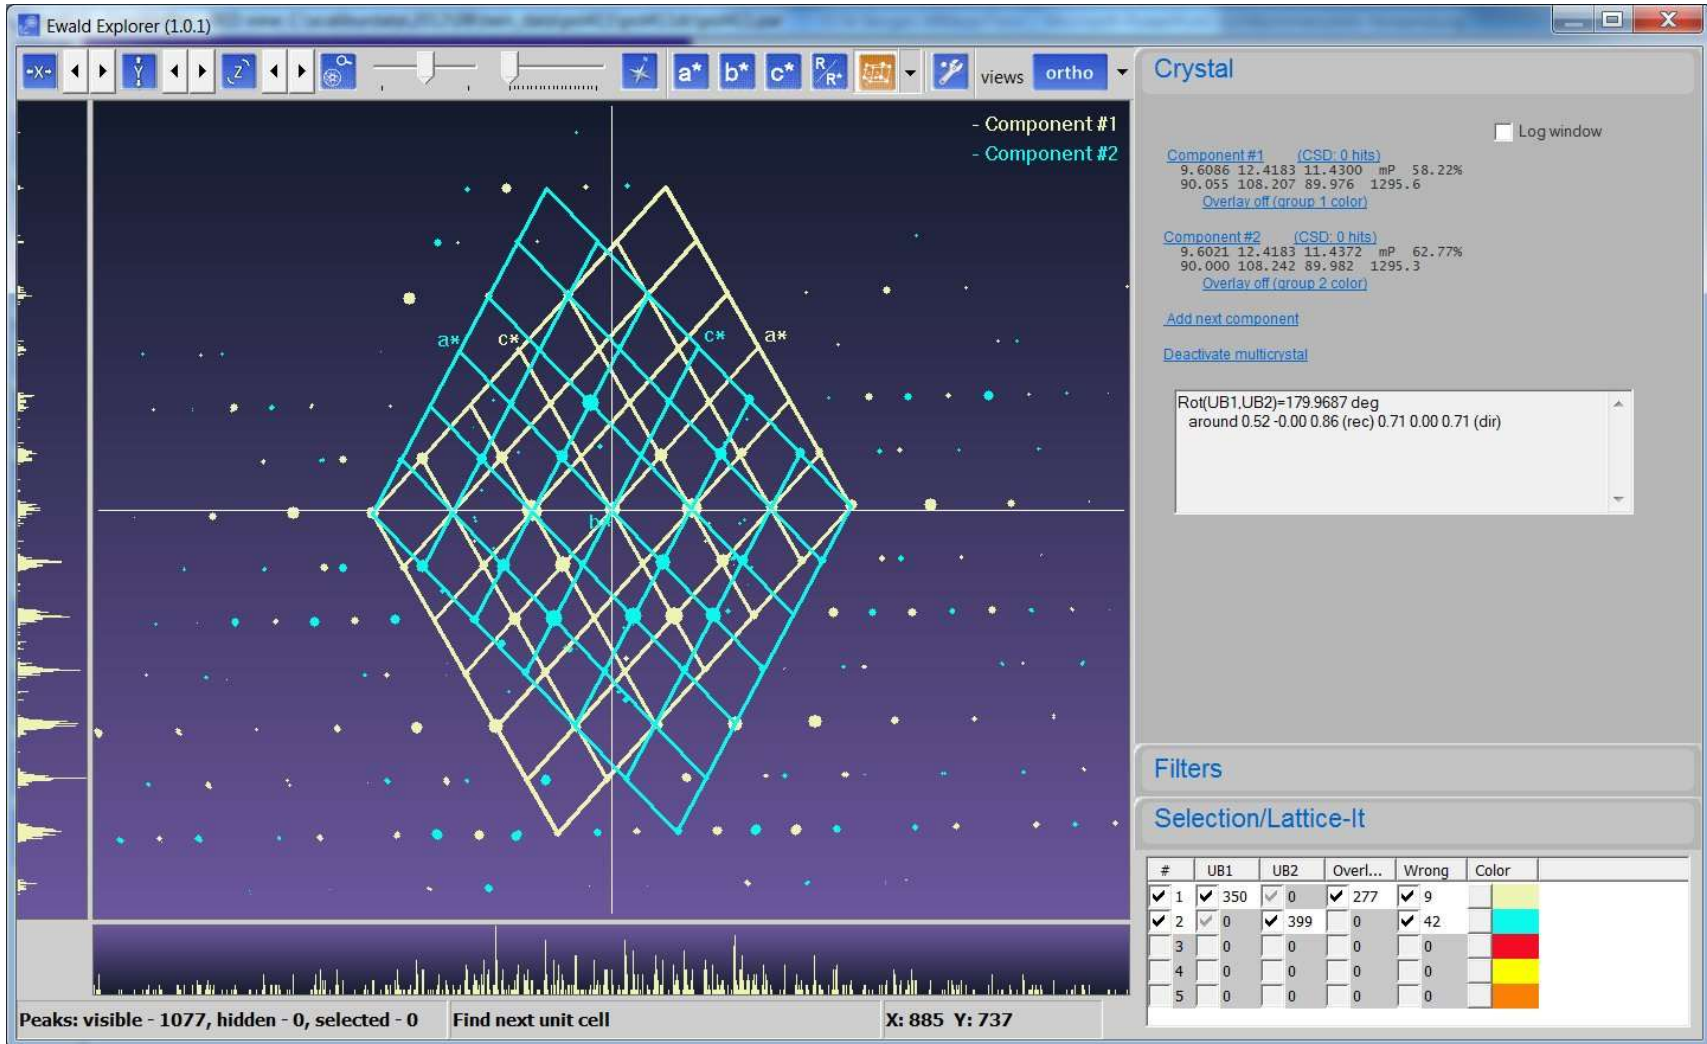 Ewald Explorer (1.0.1)
X Y Z a* b* c* R/R* views ortho
- Component #1
- Component #2
a* c* c* a*
b*
Crystal
Log window
Component #1 (CSD: 0 hits)
9.6086 12.4183 11.4300 mP 58.22%
90.055 108.207 89.976 1295.6
Overlay off (group 1 color)
Component #2 (CSD: 0 hits)
9.6021 12.4183 11.4372 mP 62.77%
90.000 108.242 89.982 1295.3
Overlay off (group 2 color)
Add next component
Deactivate multicrystal
Rot(UB1,UB2)=179.9687 deg
around 0.52 -0.00 0.86 (rec) 0.71 0.00 0.71 (dir)
Filters
Selection/Lattice-It
# UB1 UB2 Overl... Wrong Color
1 350 0 277 9
2 0 399 0 42
3 0 0 0 0
4 0 0 0 0
5 0 0 0 0
Peaks: visible - 1077, hidden - 0, selected - 0 Find next unit cell X: 885 Y: 737